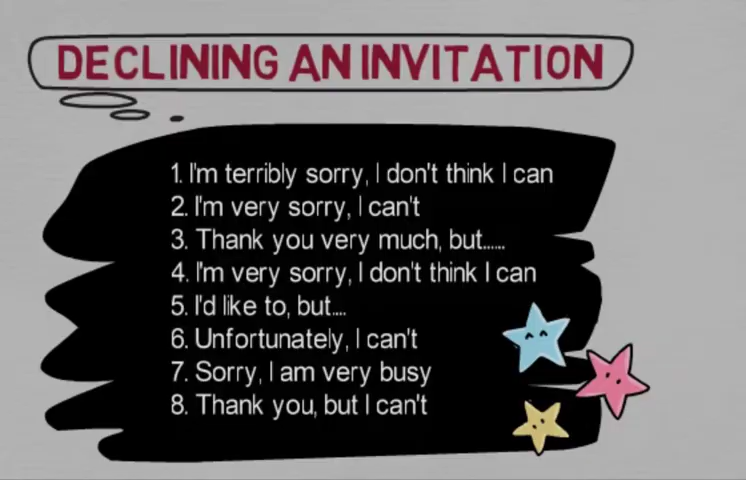 DECLINING AN INVITATION
1. I'm terribly sorry, I don't think I can
2. I'm very sorry, I can't
3. Thank you very much, but......
4. I'm very sorry, I don't think I can
5. I'd like to, but....
6. Unfortunately, I can't
7. Sorry, I am very busy
8. Thank you, but I can't